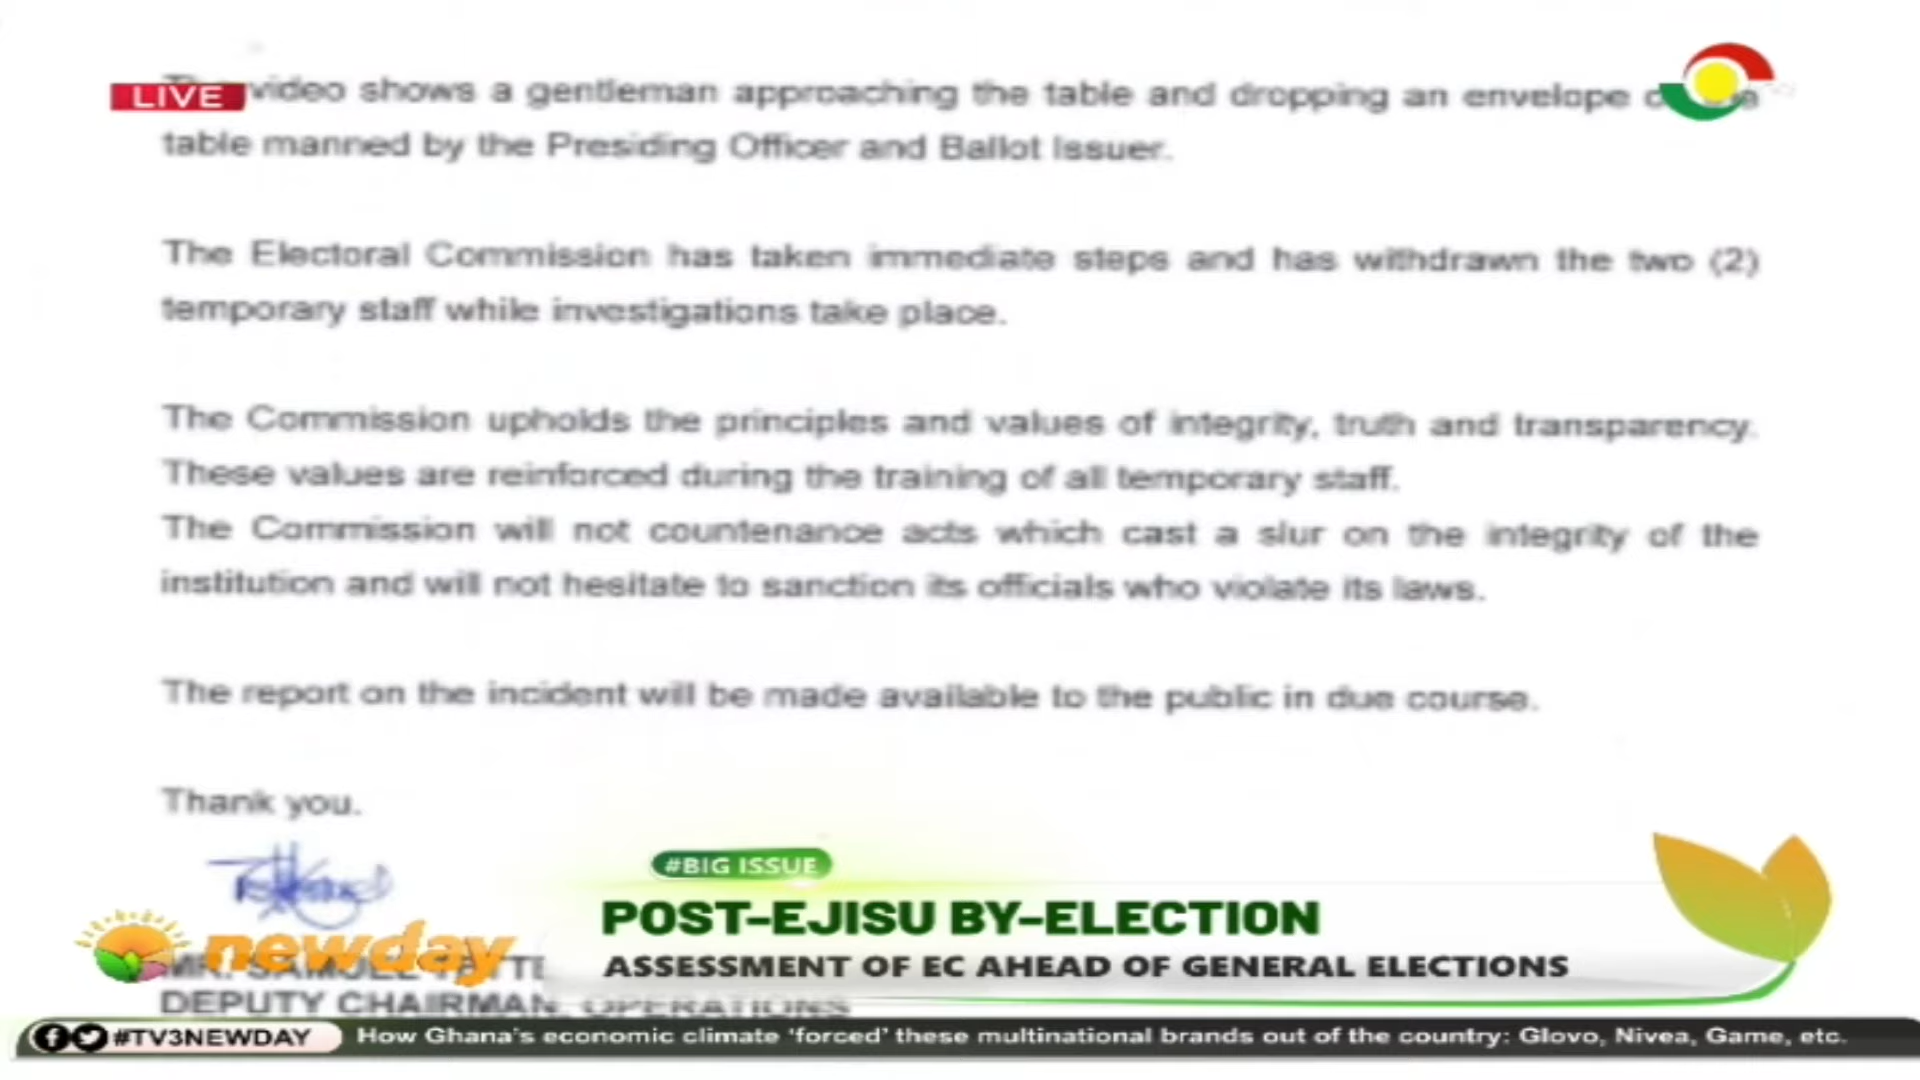 LIVE
video shows a gentleman approaching the table and dropping an envelope
table manned by the Presiding Officer and Ballot Issuer.
The Electoral Commission has taken immediate steps and has withdrawn the two (2)
temporary staff while investigations take place.
The Commission upholds the principles and values of integrity, truth and transparency.
These values are reinforced during the training of all temporary staff.
The Commission will not countenance acts which cast a slur on the integrity of the
institution and will not hesitate to sanction its officials who violate its laws.
The report on the incident will be made available to the public in due course.
Thank you.
#BIG ISSUE
POST-EJISU BY-ELECTION
newday
MR. SAMUEL
ASSESSMENT OF EC AHEAD OF GENERAL ELECTIONS
DEPUTY CHAIRMAN, OPERATIONS
#TV3NEWDAY
How Ghana's economic climate 'forced' these multinational brands out of the country: Glovo, Nivea, Game, etc.